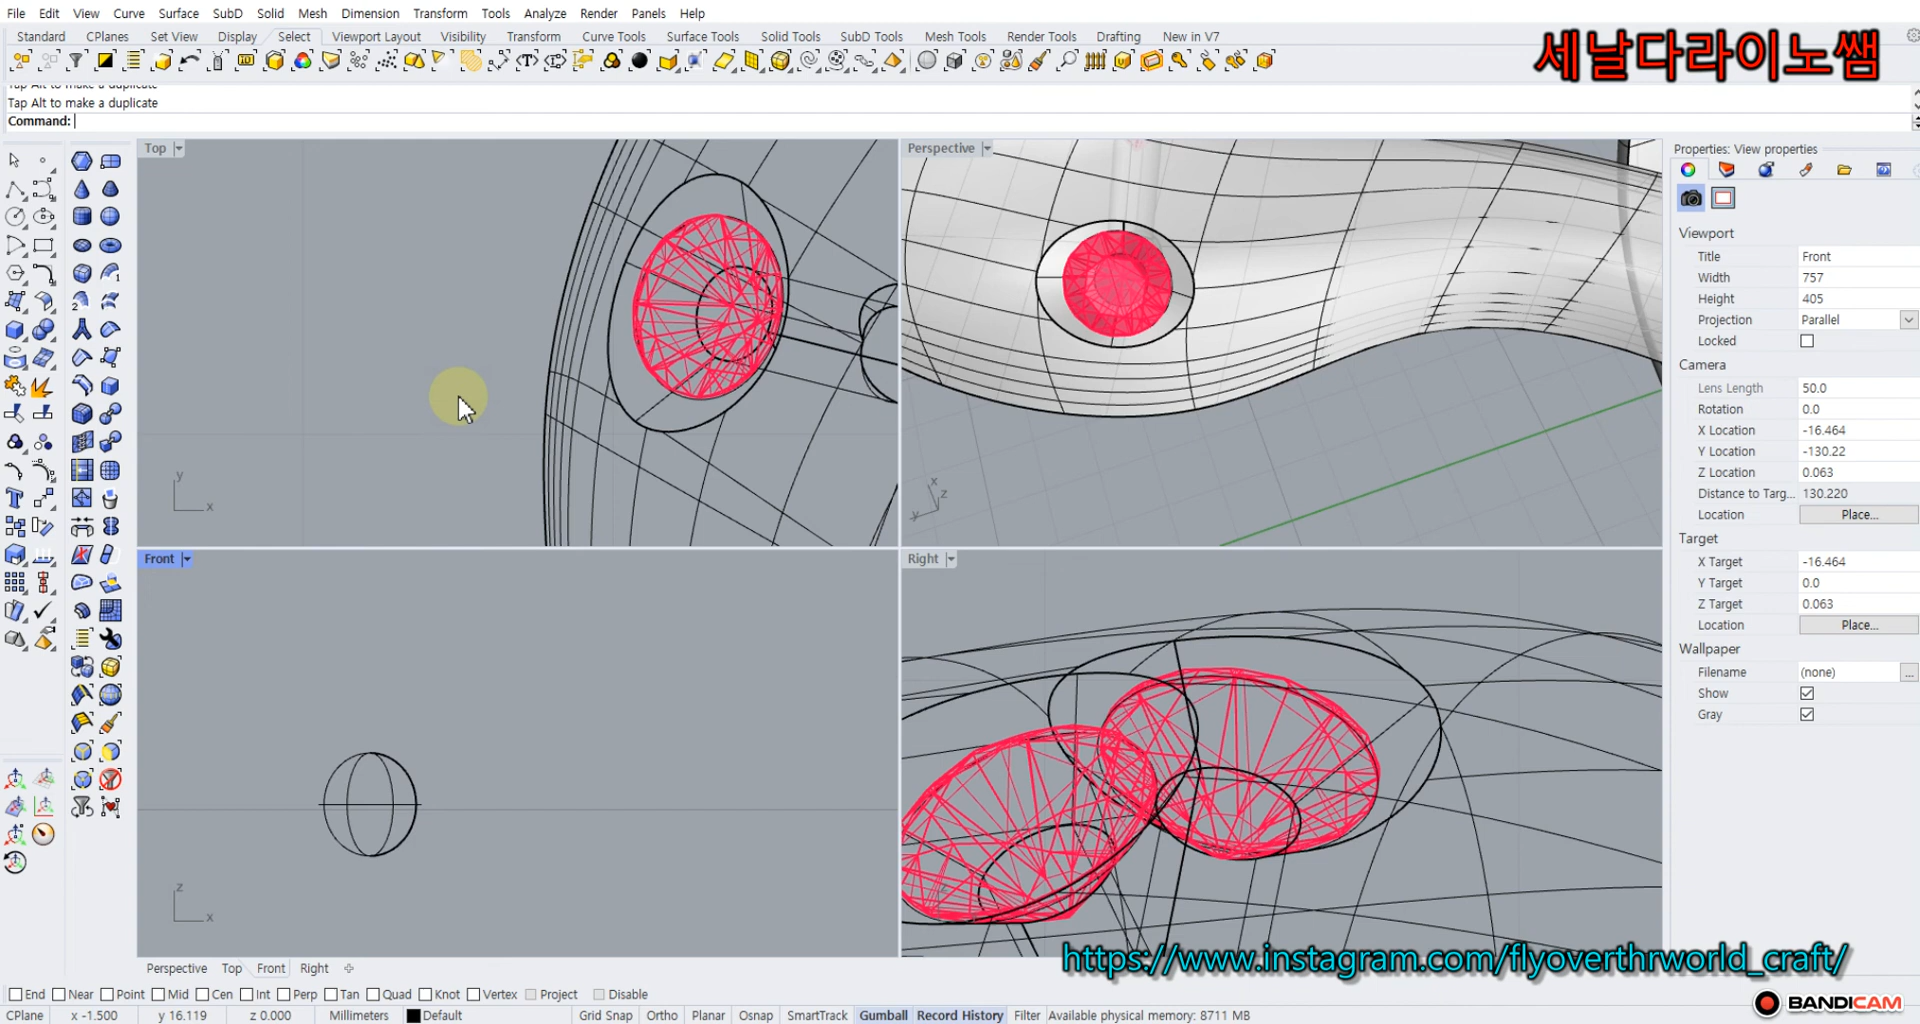 File Edit View Curve Surface SubD Solid Mesh Dimension Transform Tools Analyze Render Panels Help
Standard CPlanes Set View Display Select Viewport Layout Visibility Transform Curve Tools Surface Tools Solid Tools SubD Tools Mesh Tools Render Tools Drafting New in V7
세날다라이노쌤
Tap Alt to make a duplicate
Tap Alt to make a duplicate
Command:
Top
Perspective
Properties: View properties
Viewport
Title Front
Width 757
Height 405
Projection Parallel
Locked
Camera
Lens Length 50.0
Rotation 0.0
X Location -16.464
Y Location -130.22
Z Location 0.063
Distance to Targ... 130.220
Location Place...
Target
X Target -16.464
Y Target 0.0
Z Target 0.063
Location Place...
Wallpaper
Filename (none) ...
Show
Gray
y
x
x
z
y
Front
Right
z
x
https://www.instagram.com/flyoverthrworld_craft/
Perspective Top Front Right
End Near Point Mid Cen Int Perp Tan Quad Knot Vertex Project Disable
BANDICAM
CPlane x -1.500 y 16.119 z 0.000 Millimeters Default Grid Snap Ortho Planar Osnap SmartTrack Gumball Record History Filter Available physical memory: 8711 MB